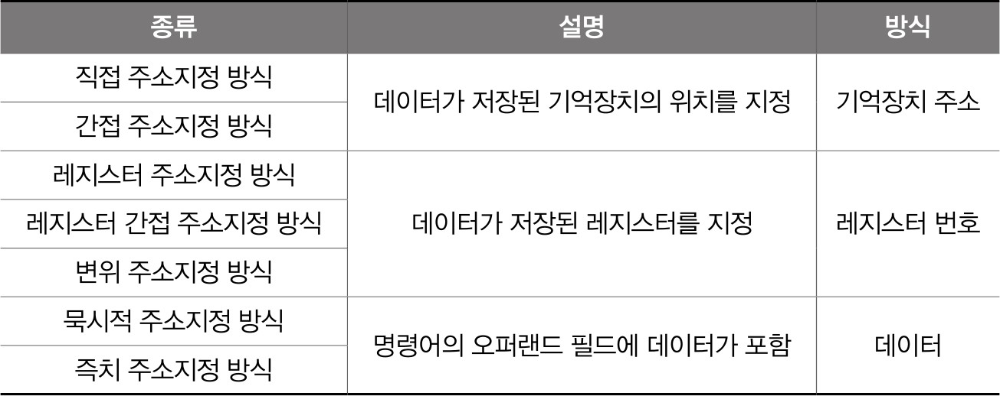 종류 설명 방식
직접 주소지정 방식
데이터가 저장된 기억장치의 위치를 지정 기억장치 주소
간접 주소지정 방식
레지스터 주소지정 방식
레지스터 간접 주소지정 방식 데이터가 저장된 레지스터를 지정 레지스터 번호
변위 주소지정 방식
묵시적 주소지정 방식
명령어의 오퍼랜드 필드에 데이터가 포함 데이터
즉치 주소지정 방식